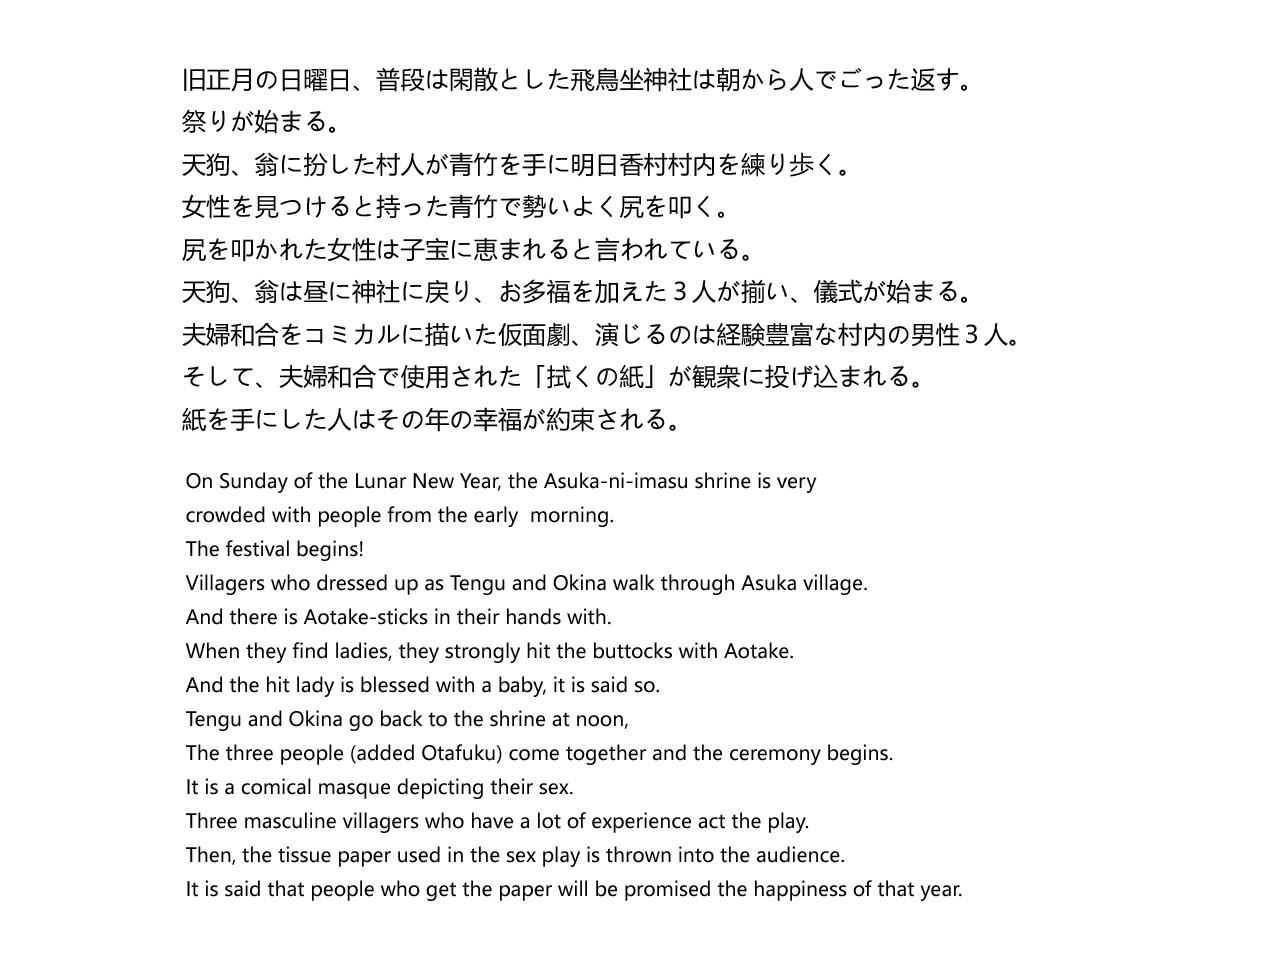 旧正月の日曜日、普段は閑散とした飛鳥坐神社は朝から人でごった返す。
祭りが始まる。
天狗、翁に扮した村人が青竹を手に明日香村村内を練り歩く。
女性を見つけると持った青竹で勢いよく尻を叩く。
尻を叩かれた女性は子宝に恵まれると言われている。
天狗、翁は昼に神社に戻り、お多福を加えた３人が揃い、儀式が始まる。
夫婦和合をコミカルに描いた仮面劇、演じるのは経験豊富な村内の男性３人。
そして、夫婦和合で使用された「拭くの紙」が観衆に投げ込まれる。
紙を手にした人はその年の幸福が約束される。
On Sunday of the Lunar New Year, the Asuka-ni-imasu shrine is very
crowded with people from the early  morning.
The festival begins!
Villagers who dressed up as Tengu and Okina walk through Asuka village.
And there is Aotake-sticks in their hands with.
When they find ladies, they strongly hit the buttocks with Aotake.
And the hit lady is blessed with a baby, it is said so.
Tengu and Okina go back to the shrine at noon,
The three people (added Otafuku) come together and the ceremony begins.
It is a comical masque depicting their sex.
Three masculine villagers who have a lot of experience act the play.
Then, the tissue paper used in the sex play is thrown into the audience.
It is said that people who get the paper will be promised the happiness of that year.